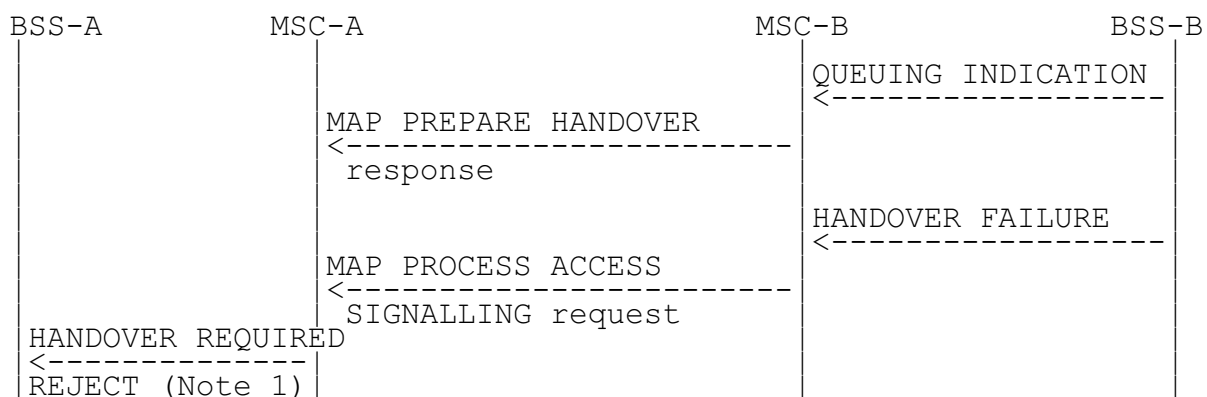 BSS-A MSC-A MSC-B BSS-B
QUEUING INDICATION
MAP PREPARE HANDOVER
response
HANDOVER FAILURE
MAP PROCESS ACCESS
SIGNALLING request
HANDOVER REQUIRED
REJECT (Note 1)